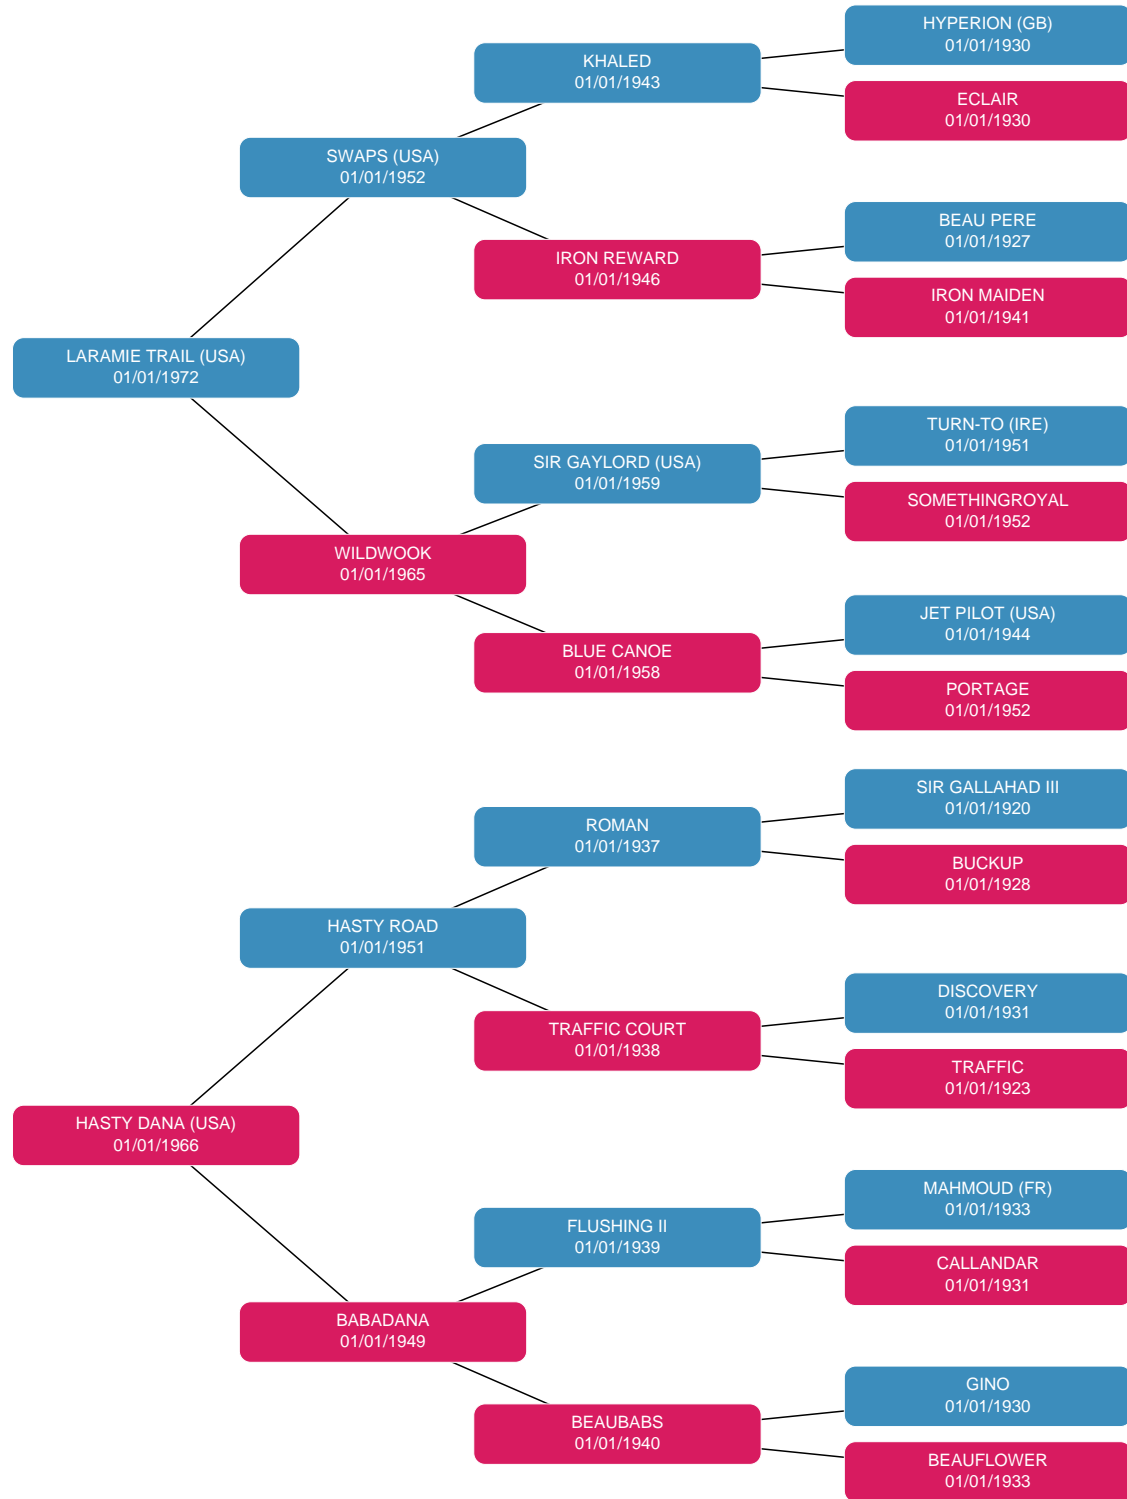 HYPERION (GB)
01/01/1930
KHALED
01/01/1943
ECLAIR
01/01/1930
SWAPS (USA)
01/01/1952
BEAU PERE
01/01/1927
IRON REWARD
01/01/1946
IRON MAIDEN
01/01/1941
LARAMIE TRAIL (USA)
01/01/1972
TURN-TO (IRE)
01/01/1951
SIR GAYLORD (USA)
01/01/1959
SOMETHINGROYAL
01/01/1952
WILDWOOK
01/01/1965
JET PILOT (USA)
01/01/1944
BLUE CANOE
01/01/1958
PORTAGE
01/01/1952
SIR GALLAHAD III
01/01/1920
ROMAN
01/01/1937
BUCKUP
01/01/1928
HASTY ROAD
01/01/1951
DISCOVERY
01/01/1931
TRAFFIC COURT
01/01/1938
TRAFFIC
01/01/1923
HASTY DANA (USA)
01/01/1966
MAHMOUD (FR)
01/01/1933
FLUSHING II
01/01/1939
CALLANDAR
01/01/1931
BABADANA
01/01/1949
GINO
01/01/1930
BEAUBABS
01/01/1940
BEAUFLOWER
01/01/1933